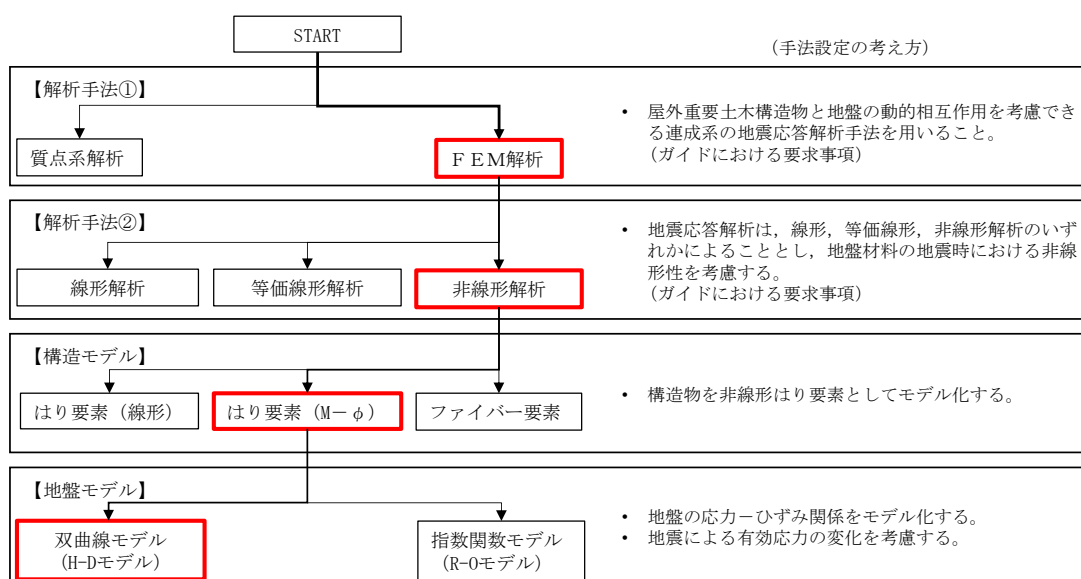 START
(手法設定の考え方)
【解析手法①】
質点系解析
ＦＥＭ解析
• 屋外重要土木構造物と地盤の動的相互作用を考慮でき
る連成系の地震応答解析手法を用いること。
(ガイドにおける要求事項)
【解析手法②】
線形解析
等価線形解析
非線形解析
• 地震応答解析は，線形，等価線形，非線形解析のいず
れかによることとし，地盤材料の地震時における非線
形性を考慮する。
(ガイドにおける要求事項)
【構造モデル】
はり要素（線形）
はり要素（M－φ）
ファイバー要素
• 構造物を非線形はり要素としてモデル化する。
【地盤モデル】
双曲線モデル
(H-Dモデル)
指数関数モデル
(R-Oモデル)
• 地盤の応力－ひずみ関係をモデル化する。
• 地震による有効応力の変化を考慮する。